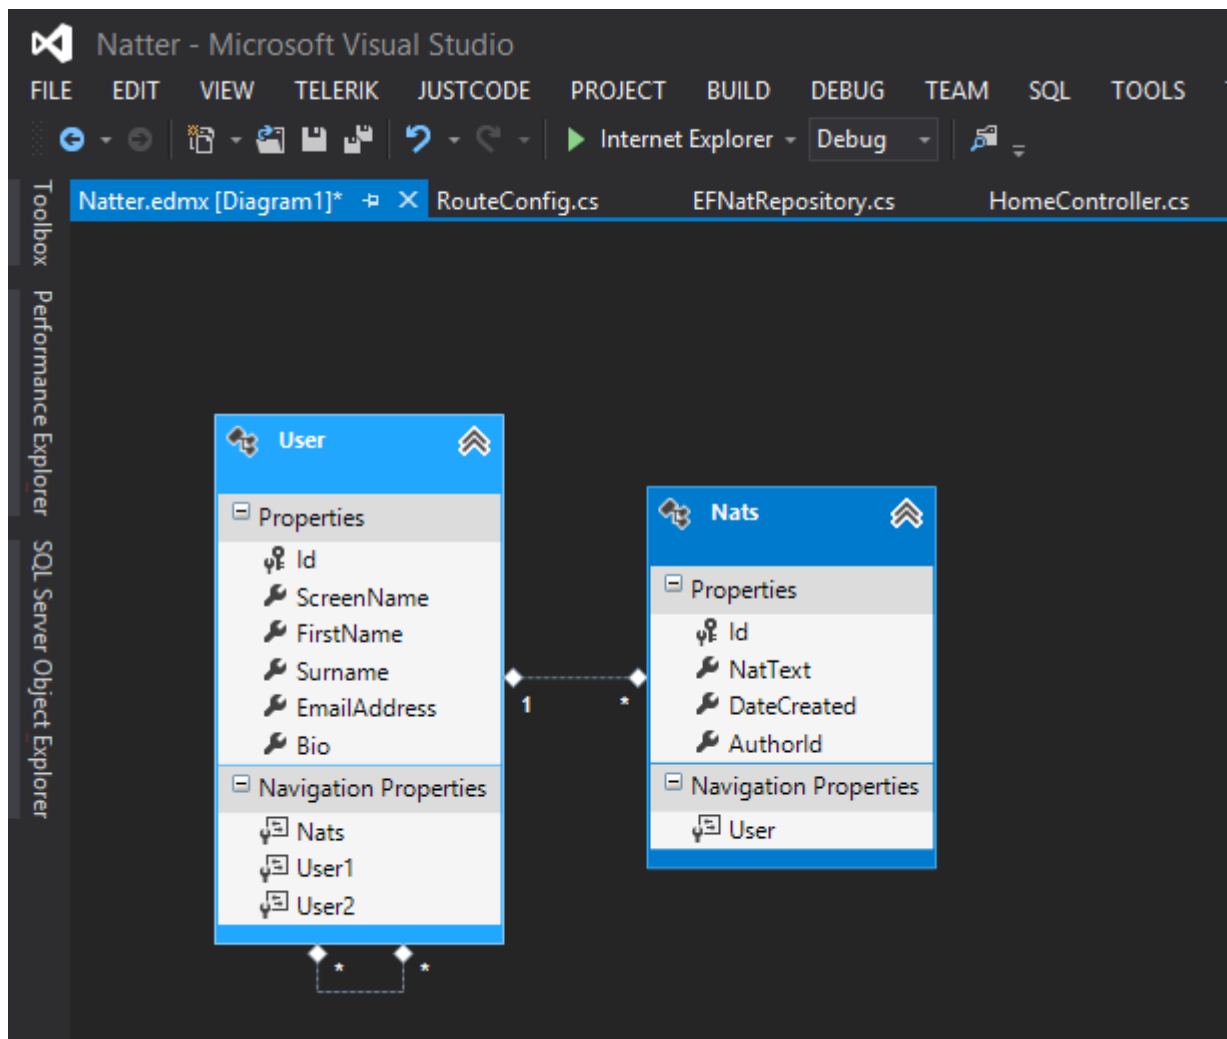 Natter - Microsoft Visual Studio
FILE EDIT VIEW TELERIK JUSTCODE PROJECT BUILD DEBUG TEAM SQL TOOLS
Internet Explorer Debug
Natter.edmx [Diagram1]* RouteConfig.cs EFNatRepository.cs HomeController.cs
Toolbox
Performance Explorer
SQL Server Object Explorer
User
Properties
Id
ScreenName
FirstName
Surname
EmailAddress
Bio
Navigation Properties
Nats
User1
User2
* *
1 *
Nats
Properties
Id
NatText
DateCreated
AuthorId
Navigation Properties
User